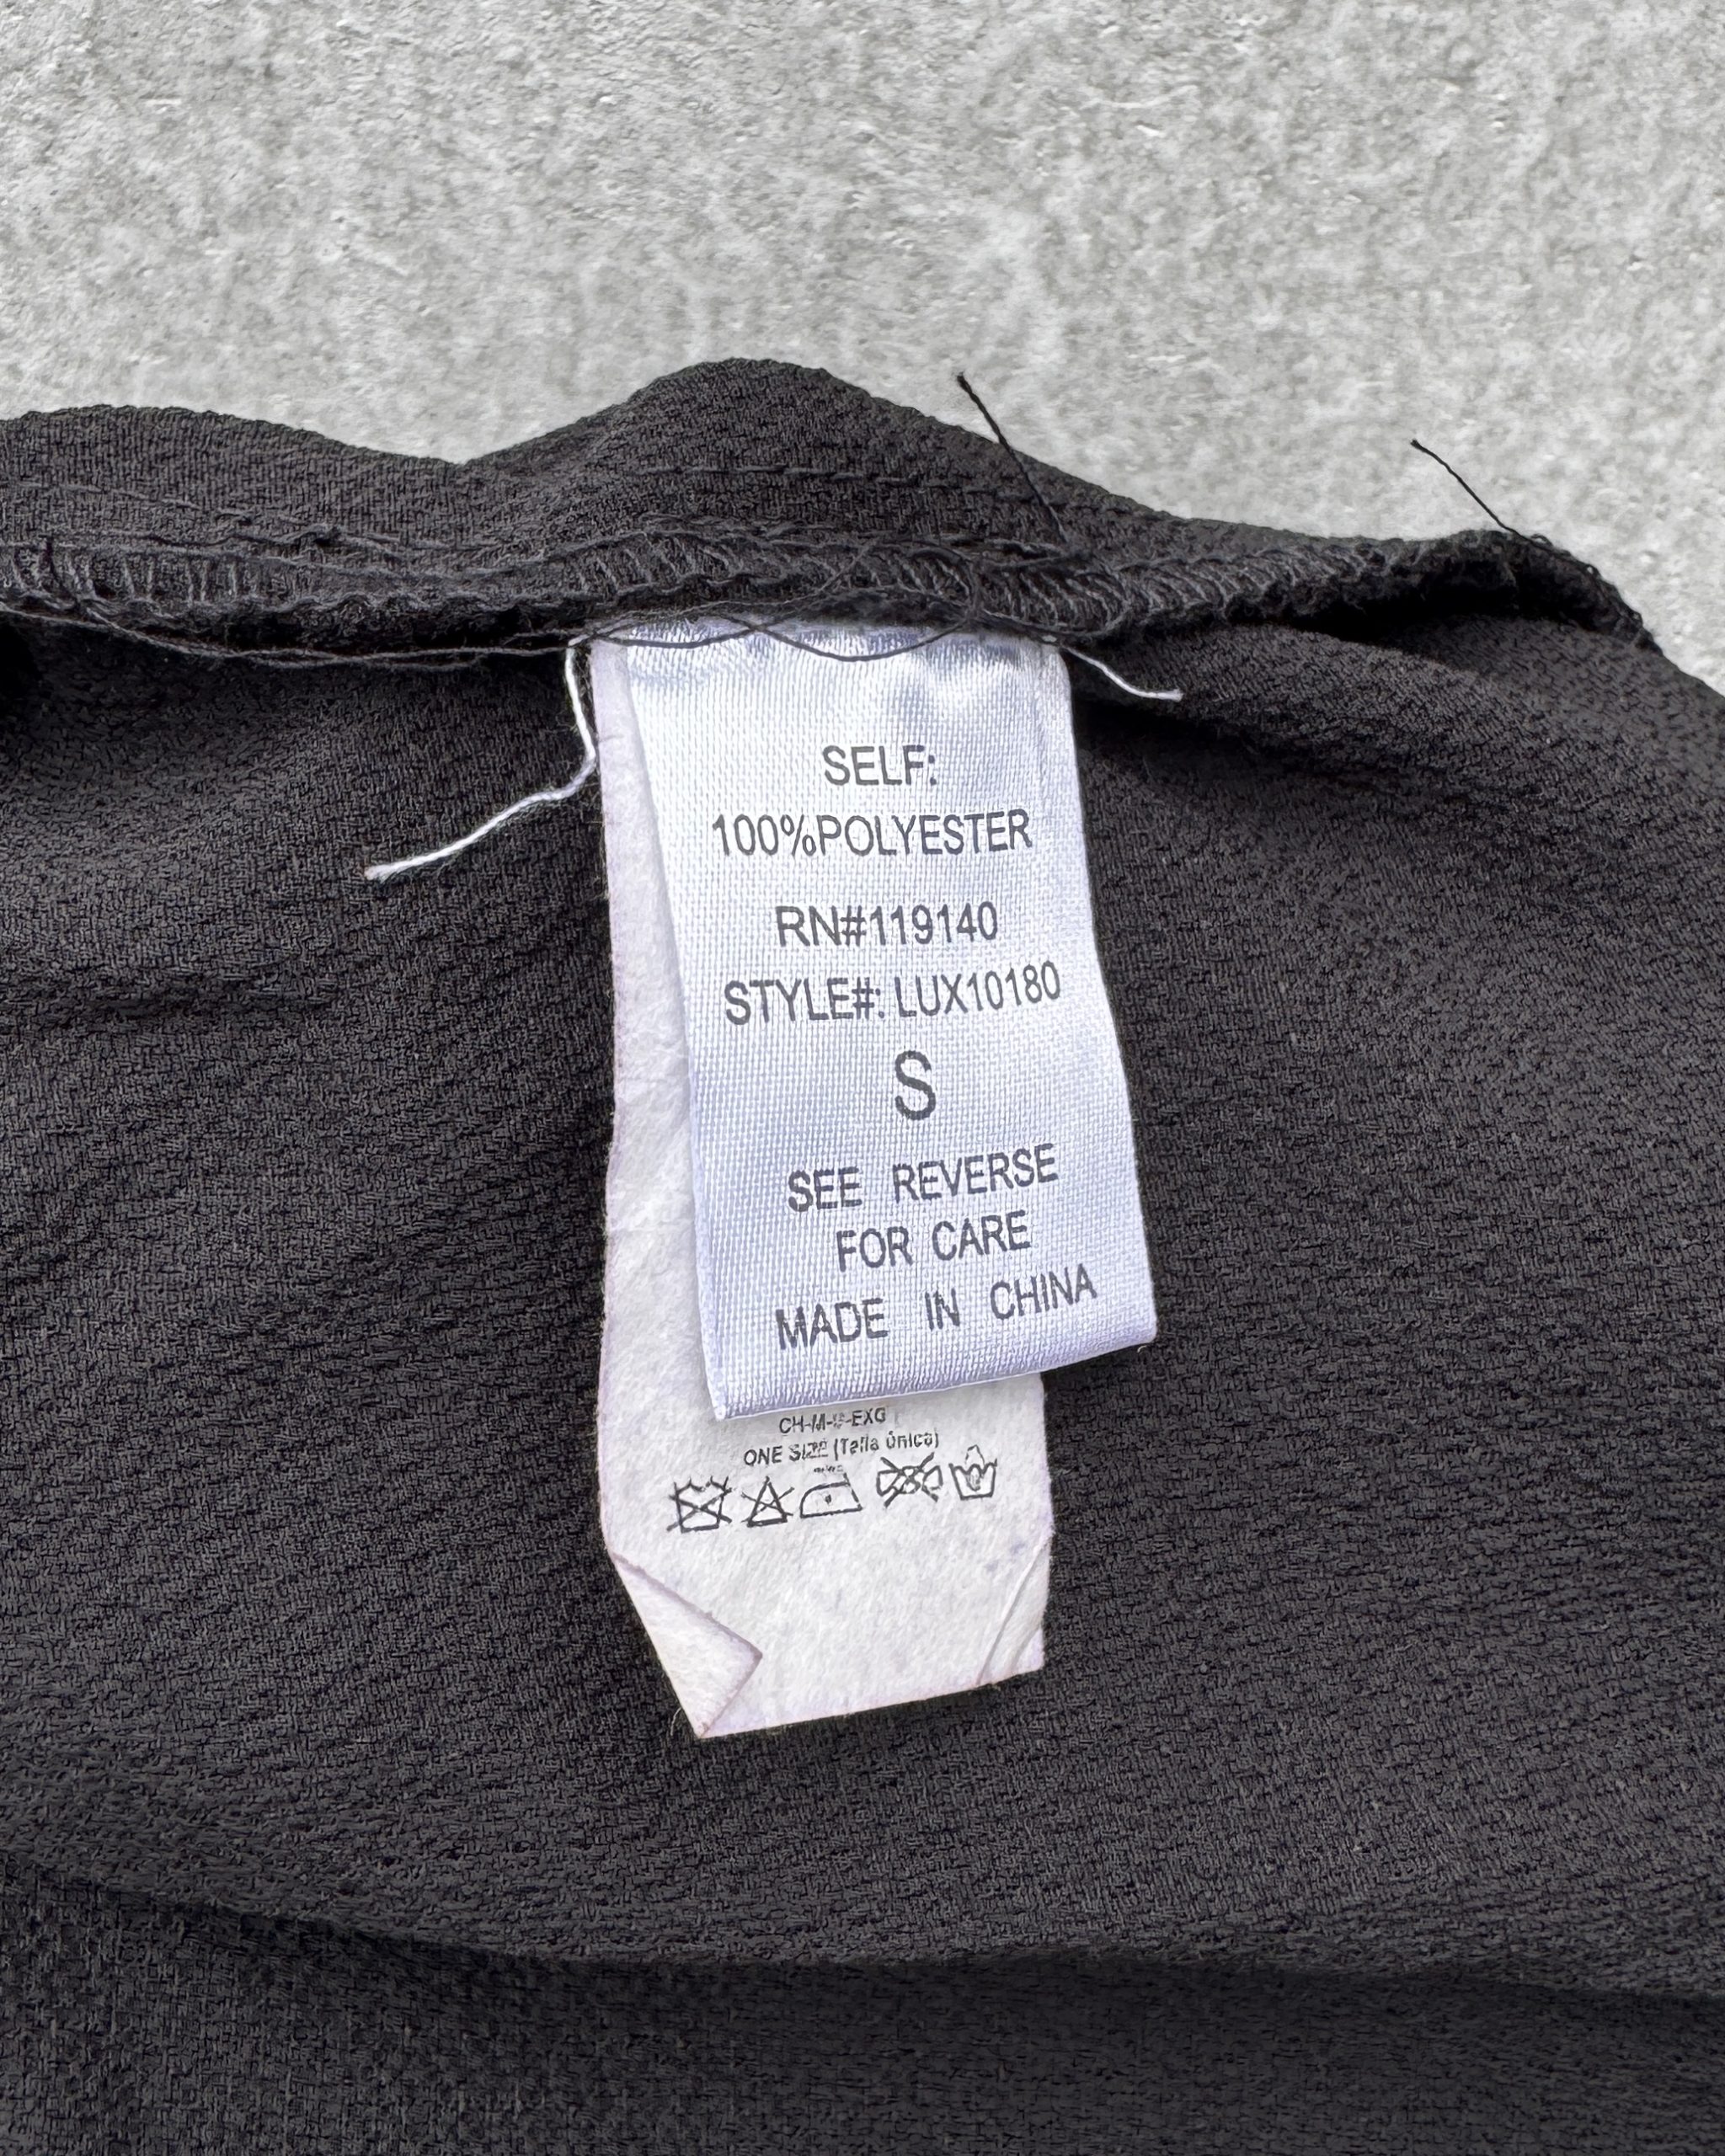 SELF:
100%POLYESTER
RN#119140
STYLE#: LUX10180
S
SEE REVERSE
FOR CARE
MADE IN CHINA
ONE SIZE (Talla única)